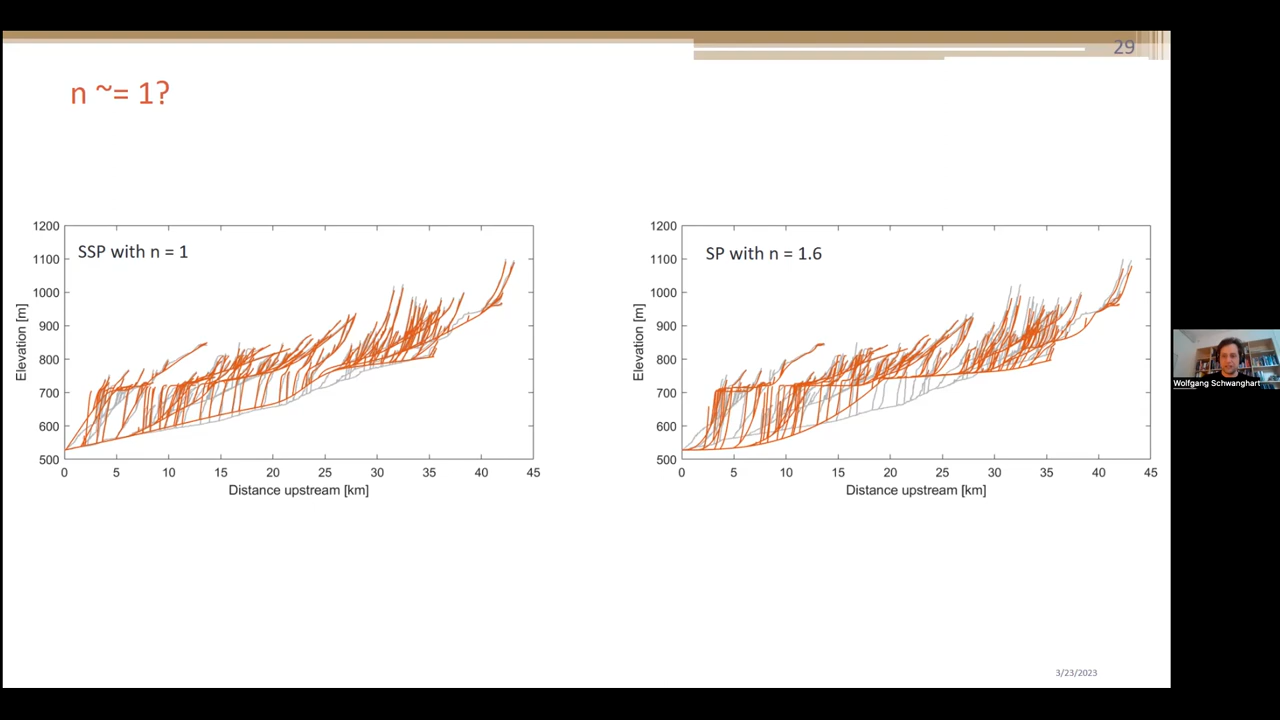 29
n ~= 1?
1200
1100
1000
900
800
700
600
500
Elevation [m]
SSP with n = 1
0 5 10 15 20 25 30 35 40 45
Distance upstream [km]
1200
1100
1000
900
800
700
600
500
Elevation [m]
SP with n = 1.6
0 5 10 15 20 25 30 35 40 45
Distance upstream [km]
Wolfgang Schwanghart
3/23/2023